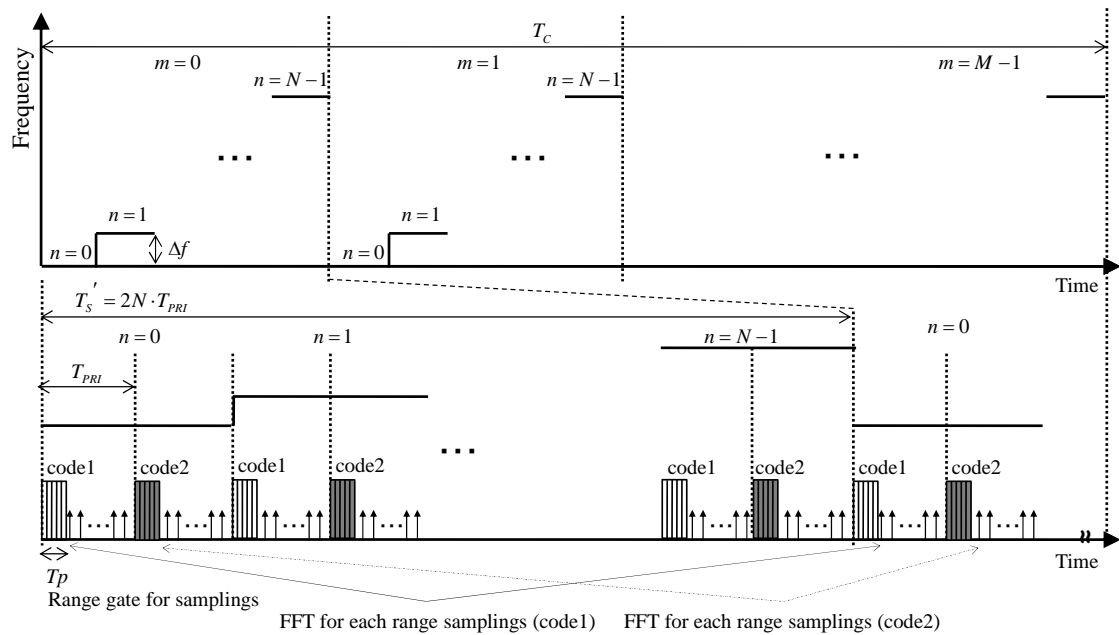 T_C
m = 0
m = 1
m = M − 1
n = N − 1
n = N − 1
Frequency
...
...
...
n = 1
n = 1
n = 0
Δf
n = 0
Time
T_S' = 2N · T_PRI
n = 0
n = 1
n = N − 1
n = 0
T_PRI
...
code1
code2
code1
code2
code1
code2
code1
code2
...
...
...
...
...
...
...
...
Tp
Time
Range gate for samplings
FFT for each range samplings (code1)
FFT for each range samplings (code2)